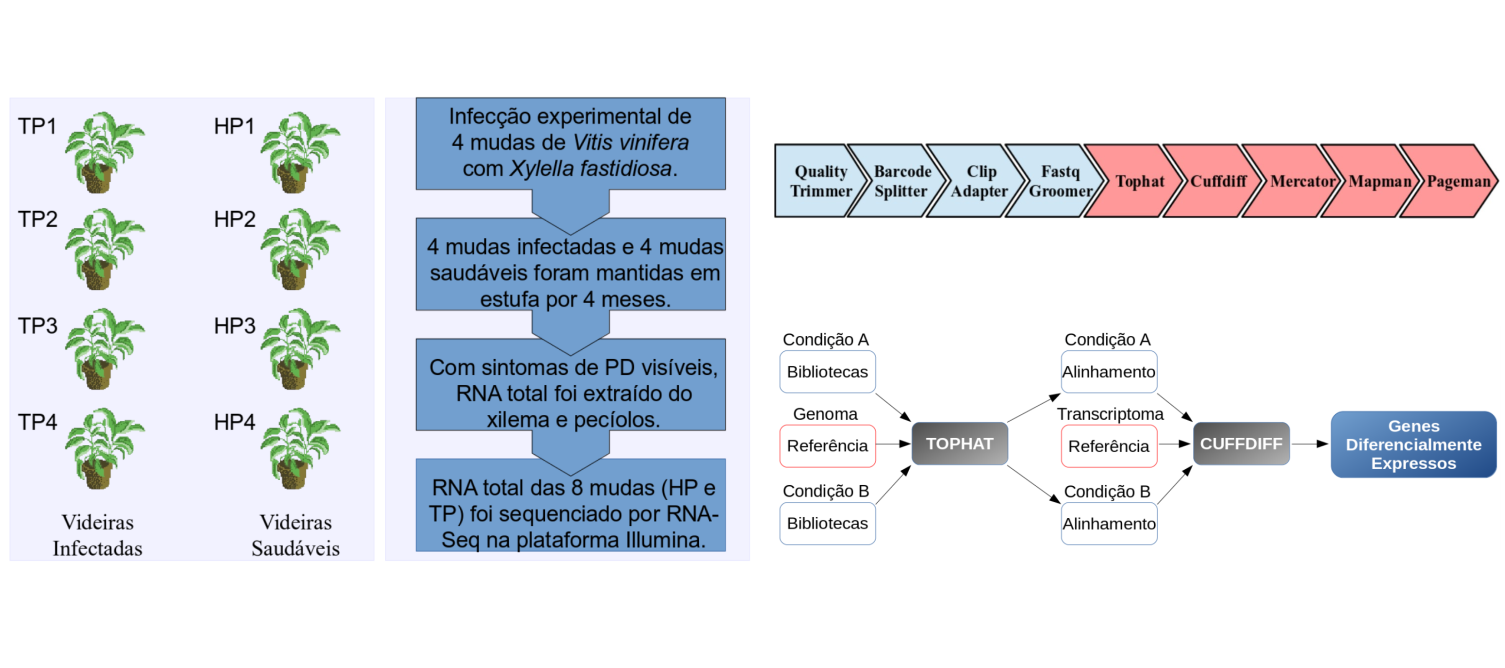 TP1
HP1
TP2
HP2
TP3
HP3
TP4
HP4
Videiras
Infectadas
Videiras
Saudáveis
Infecção experimental de
4 mudas de Vitis vinifera
com Xylella fastidiosa.
4 mudas infectadas e 4 mudas
saudáveis foram mantidas em
estufa por 4 meses.
Com sintomas de PD visíveis,
RNA total foi extraído do
xilema e pecíolos.
RNA total das 8 mudas (HP e
TP) foi sequenciado por RNA-
Seq na plataforma Illumina.
Quality
Trimmer
Barcode
Splitter
Clip
Adapter
Fastq
Groomer
Tophat
Cuffdiff
Mercator
Mapman
Pageman
Condição A
Bibliotecas
Genoma
Referência
Condição B
Bibliotecas
TOPHAT
Condição A
Alinhamento
Transcriptoma
Referência
Condição B
Alinhamento
CUFFDIFF
Genes
Diferencialmente
Expressos